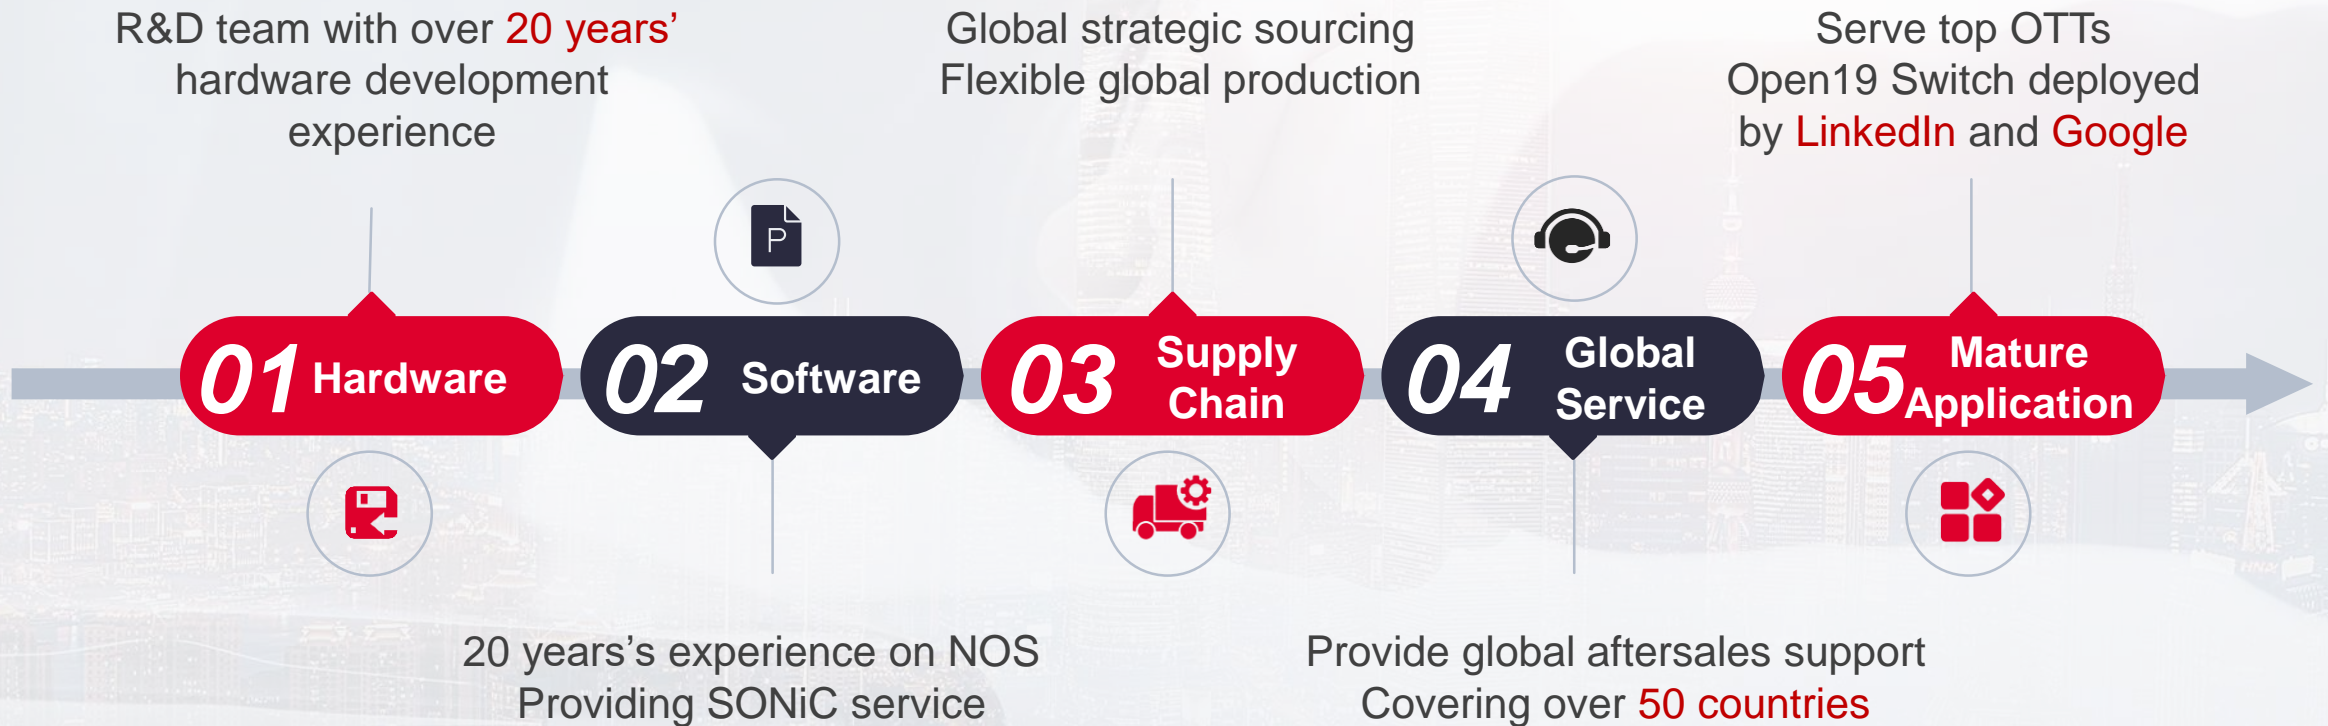 R&D team with over 20 years’
hardware development
experience
Global strategic sourcing
Flexible global production
Serve top OTTs
Open19 Switch deployed
by LinkedIn and Google
P
01 Hardware
02 Software
03 Supply
Chain
04 Global
Service
05 Mature
Application
20 years’s experience on NOS
Providing SONiC service
Provide global aftersales support
Covering over 50 countries
HNA